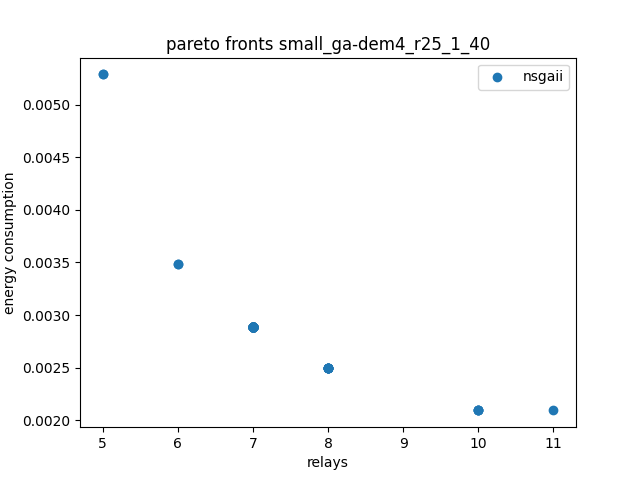 pareto fronts small_ga-dem4_r25_1_40
nsgaii
0.0050
0.0045
0.0040
0.0035
0.0030
0.0025
0.0020
energy consumption
5 6 7 8 9 10 11
relays